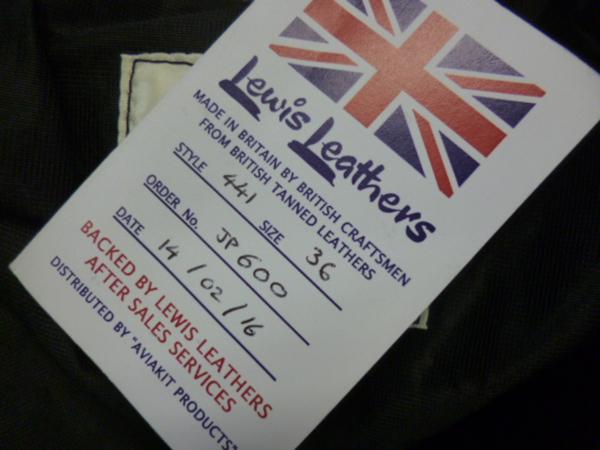 Lewis Leathers
MADE IN BRITAIN BY BRITISH CRAFTSMEN
FROM BRITISH TANNED LEATHERS
STYLE 441 SIZE 36
ORDER No. JP600
DATE 14/02/16
BACKED BY LEWIS LEATHERS
AFTER SALES SERVICES
DISTRIBUTED BY "AVIAKIT PRODUCTS"